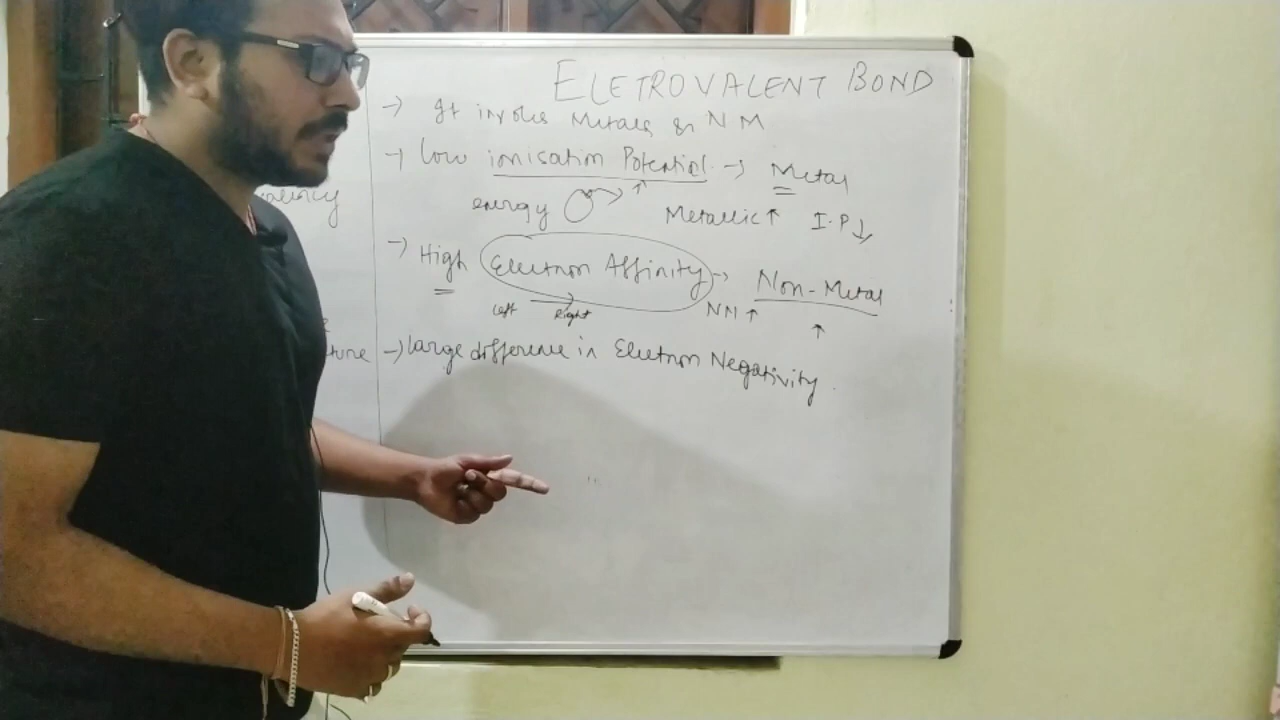 ELETROVALENT BOND
→ It involes Metals & NM
→ low ionisation Potential → Metal
energy ↑ Metallic ↑ I.P ↓
→ High Electron Affinity → Non-Metal
Left → Right NM ↑ ↑
→ large difference in Electron Negativity.